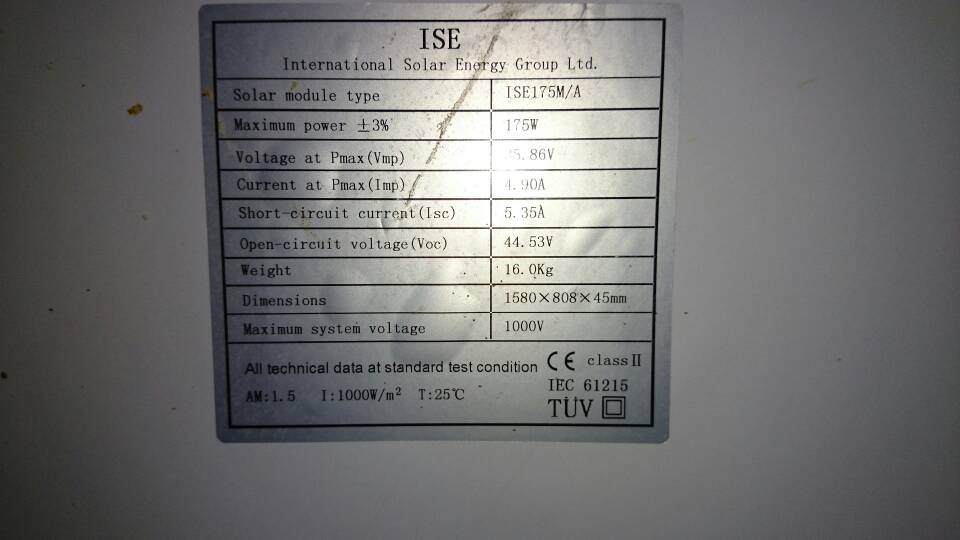 ISE
International Solar Energy Group Ltd.
Solar module type ISE175M/A
Maximum power ±3% 175W
Voltage at Pmax(Vmp)
Current at Pmax(Imp) 4.90A
Short-circuit current(Isc) 5.35A
Open-circuit voltage(Voc) 44.53V
Weight 16.0Kg
Dimensions 1580×808×45mm
Maximum system voltage 1000V
All technical data at standard test condition CE class II
AM:1.5 I:1000W/m² T:25℃ IEC 61215
TÜV